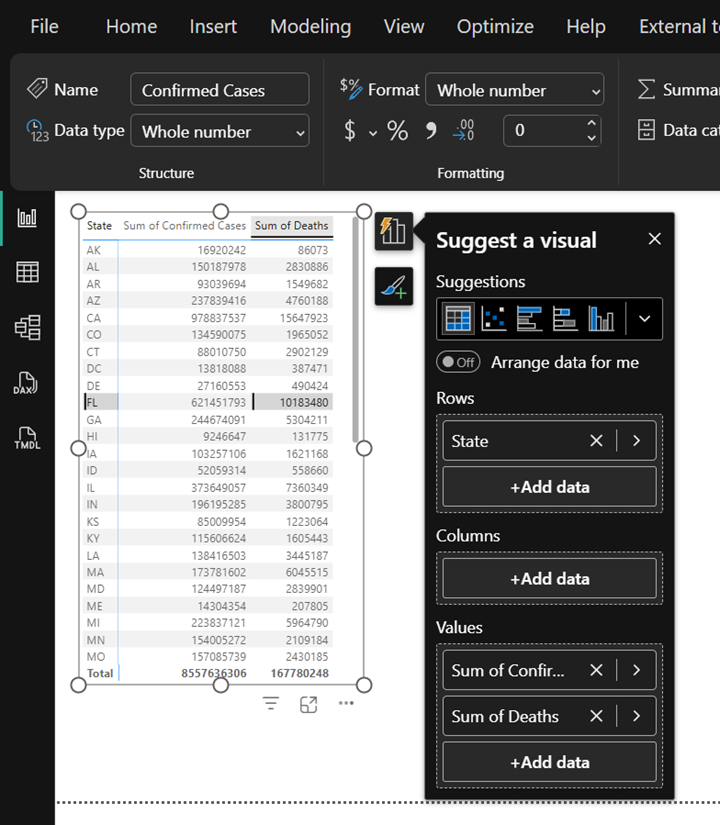 File Home Insert Modeling View Optimize Help External to
Name Confirmed Cases $% Format Whole number Summar
123 Data type Whole number $ % 9 .00 0 Data cat
Structure Formatting
State Sum of Confirmed Cases Sum of Deaths
AK 16920242 86073
AL 150187978 2830886
AR 93039694 1549682
AZ 237839416 4760188
CA 978837537 15647923
CO 134590075 1965052
CT 88010750 2902129
DC 13818088 387471
DE 27160553 490424
FL 621451793 10183480
GA 244674091 5304211
HI 9246647 131775
IA 103257106 1621168
ID 52059314 558660
IL 373649057 7360349
IN 196195285 3800795
KS 85009954 1223064
KY 115606624 1605443
LA 138416503 3445187
MA 173781602 6045515
MD 124497187 2839901
ME 14304354 207805
MI 223837121 5964790
MN 154005272 2109184
MO 157085739 2430185
Total 8557636306 167780248
DAX
TMDL
Suggest a visual
Suggestions
Off Arrange data for me
Rows
State
+Add data
Columns
+Add data
Values
Sum of Confir...
Sum of Deaths
+Add data